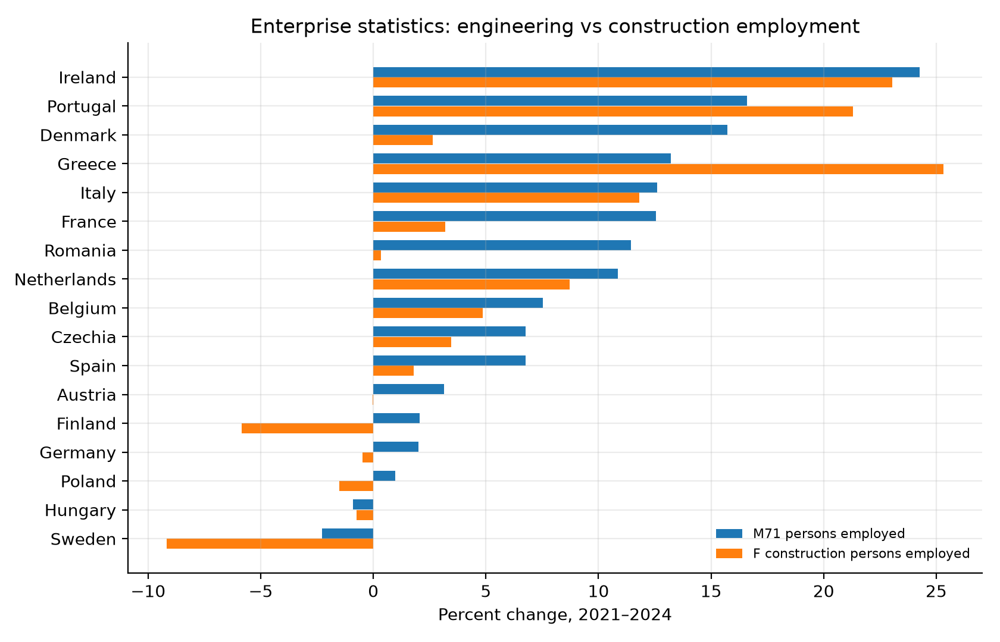 Enterprise statistics: engineering vs construction employment
Ireland
Portugal
Denmark
Greece
Italy
France
Romania
Netherlands
Belgium
Czechia
Spain
Austria
Finland
Germany
Poland
Hungary
Sweden
M71 persons employed
F construction persons employed
−10 −5 0 5 10 15 20 25
Percent change, 2021–2024